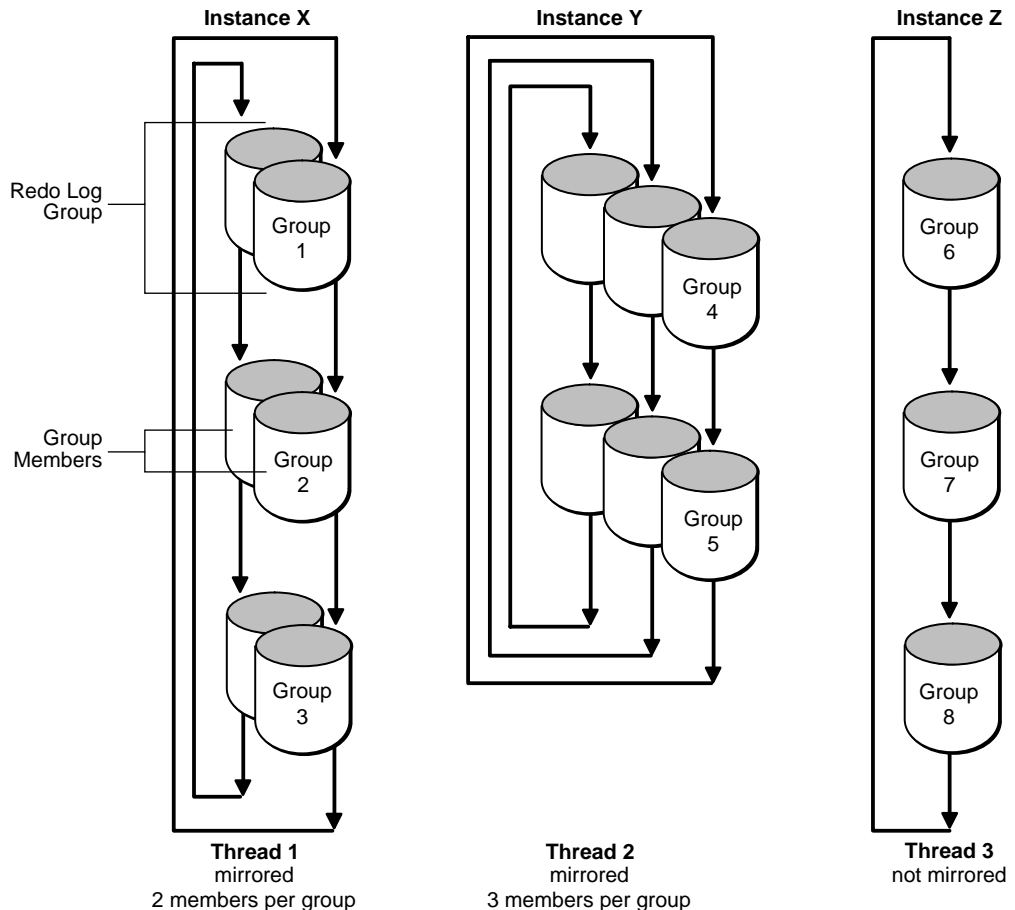 Instance X
Instance Y
Instance Z
Redo Log
Group
Group
1
Group
4
Group
6
Group
Members
Group
2
Group
5
Group
7
Group
3
Group
8
Thread 1
mirrored
2 members per group
Thread 2
mirrored
3 members per group
Thread 3
not mirrored